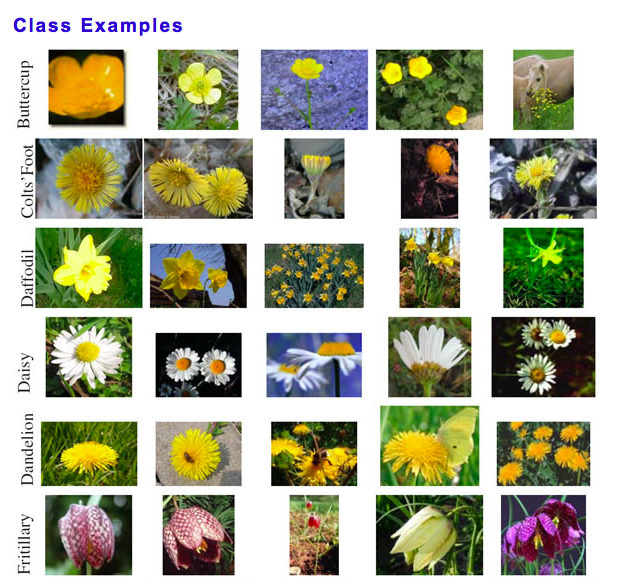 Class Examples
Buttercup
Colts'Foot
Daffodil
Daisy
Dandelion
Fritillary